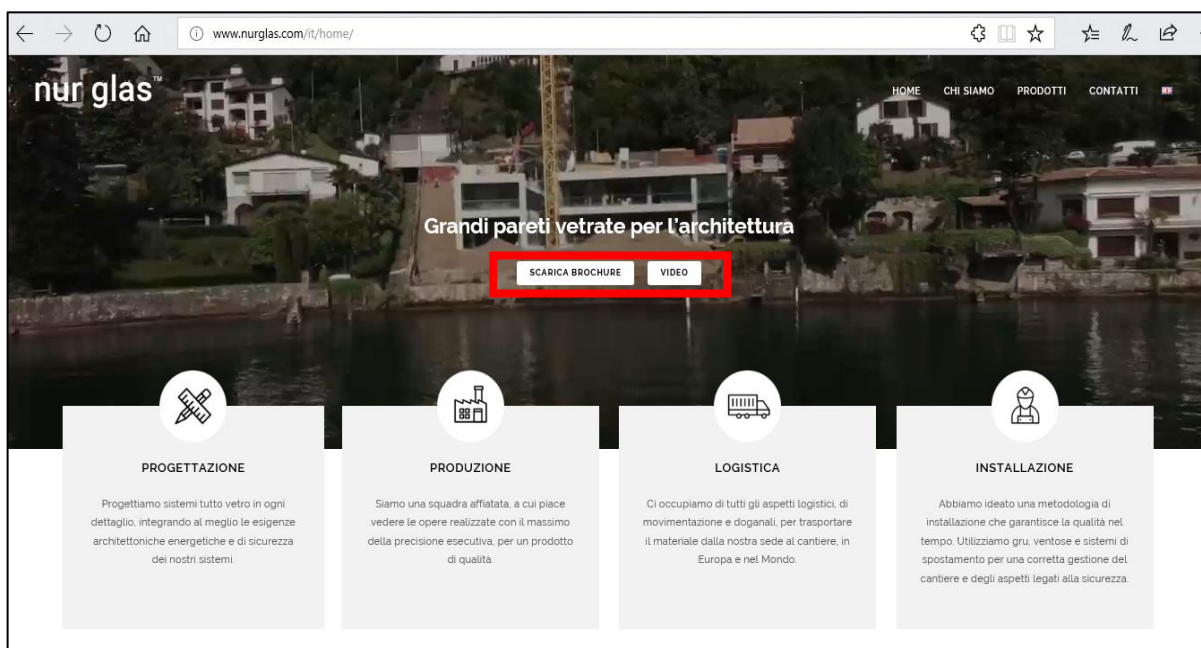 www.nurglas.com/it/home/
nur glas™
HOME CHI SIAMO PRODOTTI CONTATTI
Grandi pareti vetrate per l'architettura
SCARICA BROCHURE VIDEO
PROGETTAZIONE
Progettiamo sistemi tutto vetro in ogni
dettaglio, integrando al meglio le esigenze
architettoniche energetiche e di sicurezza
dei nostri sistemi.
PRODUZIONE
Siamo una squadra affiatata, a cui piace
vedere le opere realizzate con il massimo
della precisione esecutiva, per un prodotto
di qualità.
LOGISTICA
Ci occupiamo di tutti gli aspetti logistici, di
movimentazione e doganali, per trasportare
il materiale dalla nostra sede al cantiere, in
Europa e nel Mondo.
INSTALLAZIONE
Abbiamo ideato una metodologia di
installazione che garantisce la qualità nel
tempo. Utilizziamo gru, ventose e sistemi di
spostamento per una corretta gestione del
cantiere e degli aspetti legati alla sicurezza.